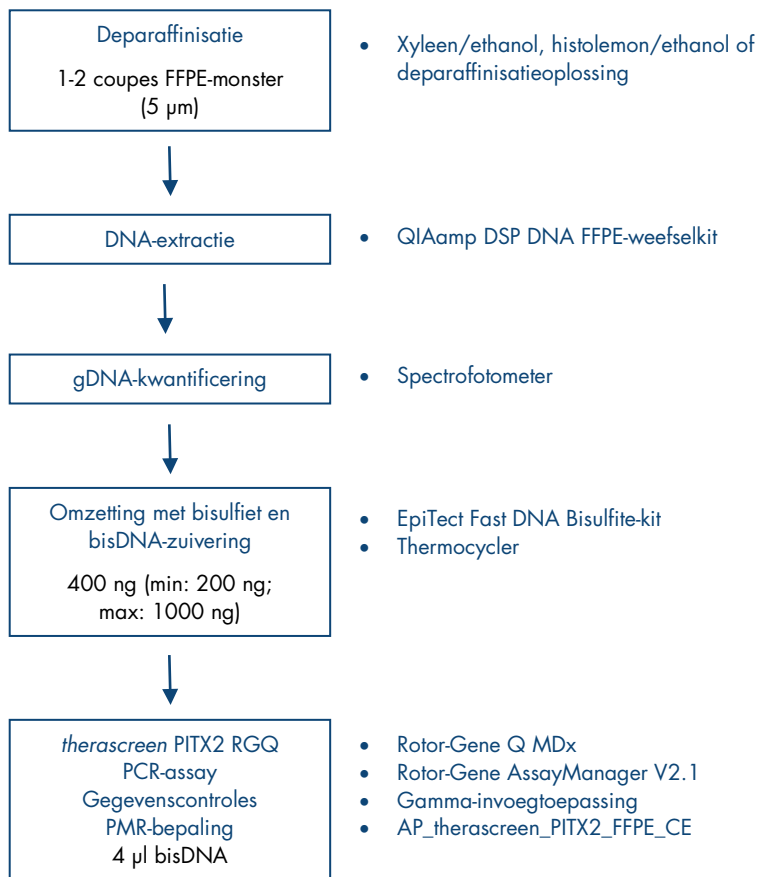 Deparaffinisatie
1-2 coupes FFPE-monster
(5 µm)
• Xyleen/ethanol, histolemon/ethanol of
deparaffinisatieoplossing
DNA-extractie
• QIAamp DSP DNA FFPE-weefselkit
gDNA-kwantificering
• Spectrofotometer
Omzetting met bisulfiet en
bisDNA-zuivering
400 ng (min: 200 ng;
max: 1000 ng)
• EpiTect Fast DNA Bisulfite-kit
• Thermocycler
therascreen PITX2 RGQ
PCR-assay
Gegevenscontroles
PMR-bepaling
4 µl bisDNA
• Rotor-Gene Q MDx
• Rotor-Gene AssayManager V2.1
• Gamma-invoegtoepassing
• AP_therascreen_PITX2_FFPE_CE